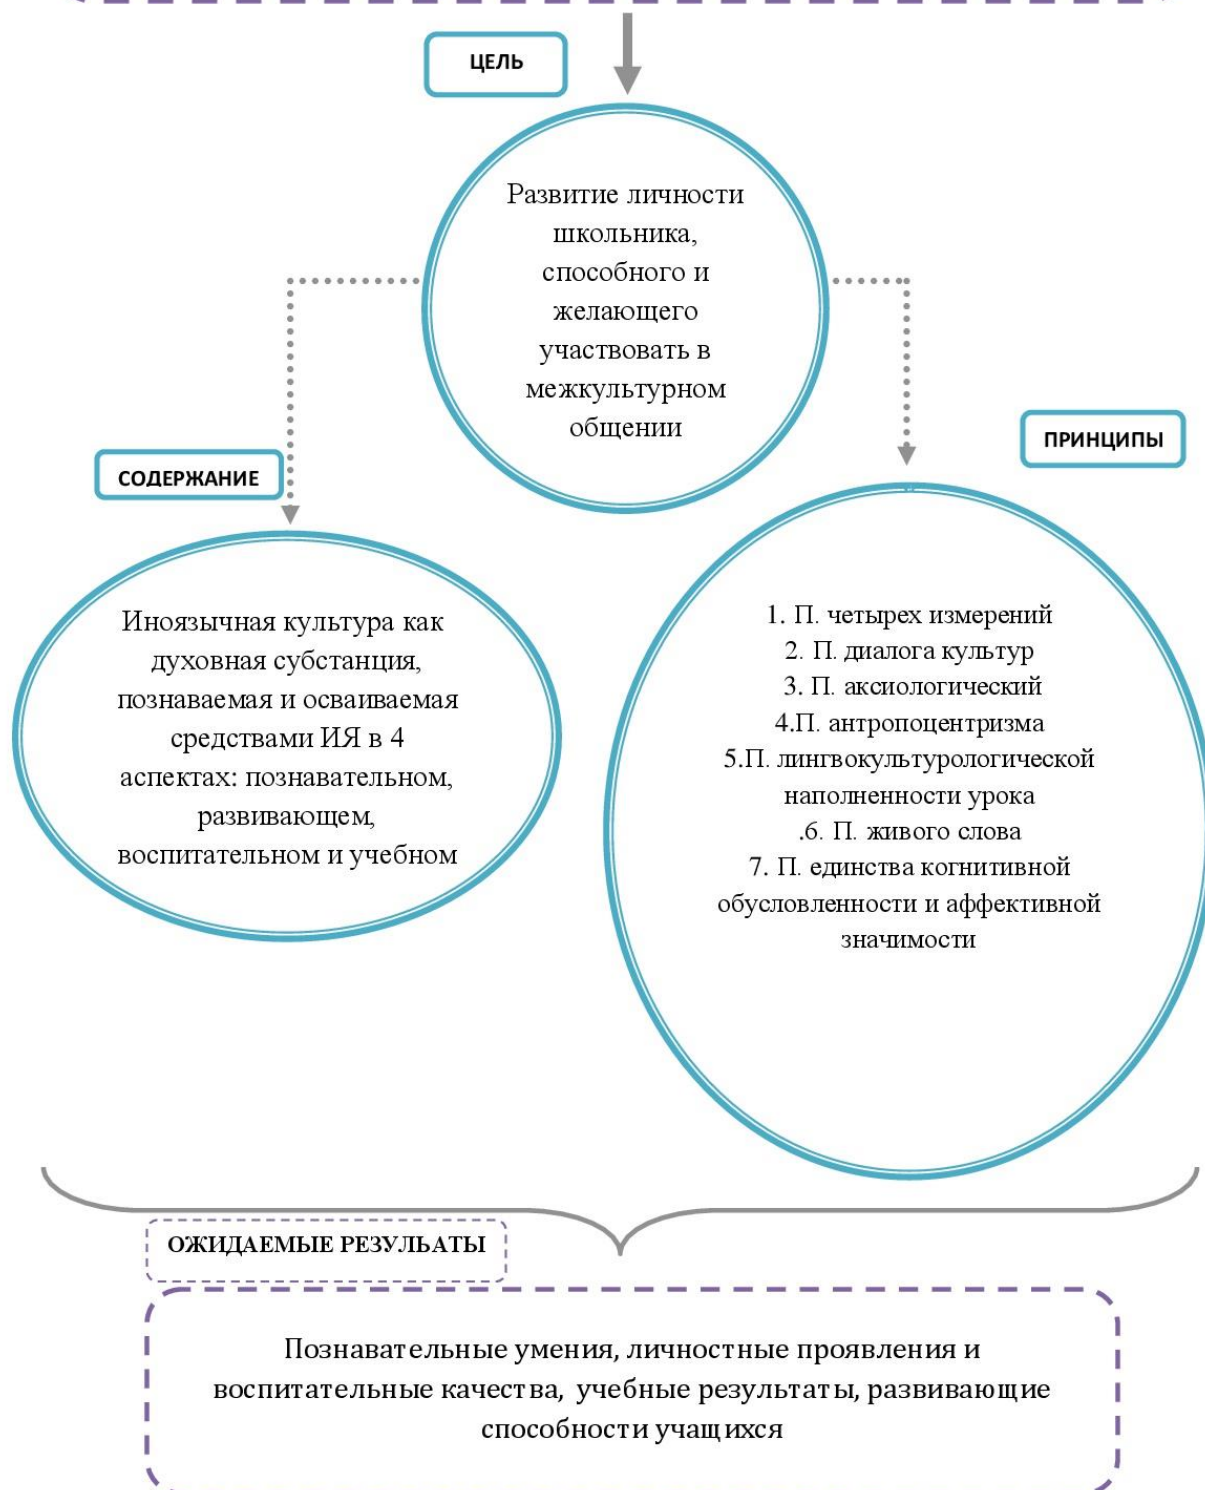 ЦЕЛЬ
Развитие личности
школьника,
способного и
желающего
участвовать в
межкультурном
общении
СОДЕРЖАНИЕ
Иноязычная культура как
духовная субстанция,
познаваемая и осваиваемая
средствами ИЯ в 4
аспектах: познавательном,
развивающем,
воспитательном и учебном
ПРИНЦИПЫ
1. П. четырех измерений
2. П. диалога культур
3. П. аксиологический
4.П. антропоцентризма
5.П. лингвокультурологической
наполненности урока
.6. П. живого слова
7. П. единства когнитивной
обусловленности и аффективной
значимости
ОЖИДАЕМЫЕ РЕЗУЛЬАТЫ
Познавательные умения, личностные проявления и
воспитательные качества, учебные результаты, развивающие
способности учащихся